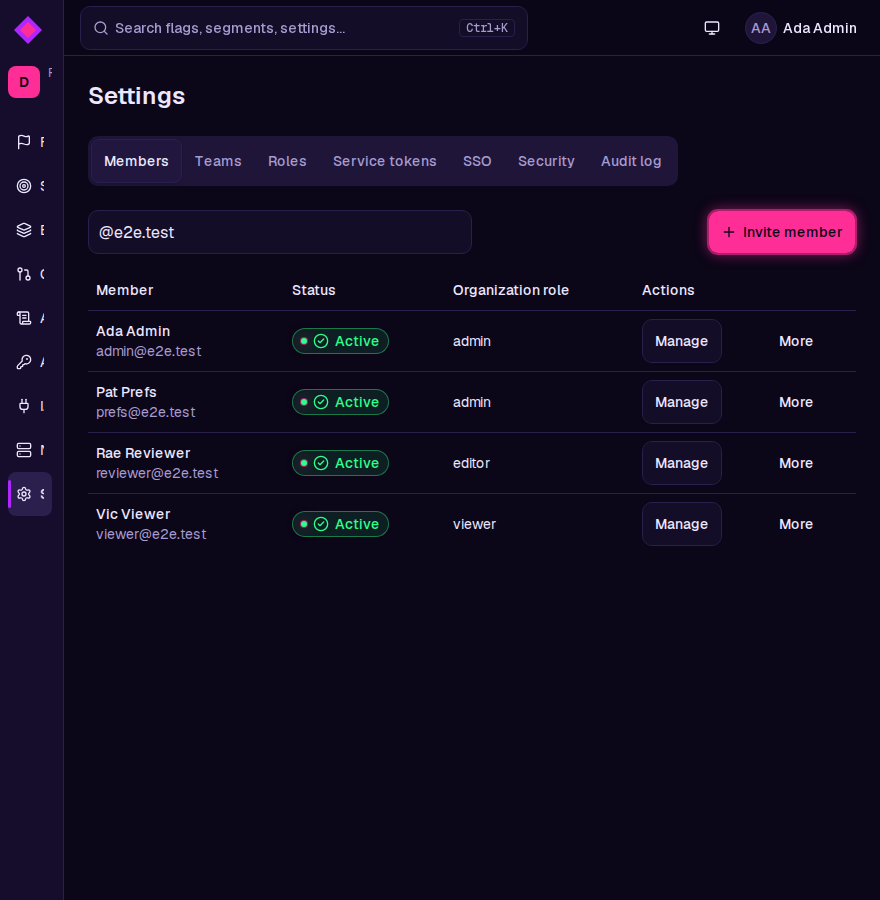 Search flags, segments, settings... Ctrl+K
AA Ada Admin
D
Settings
Members Teams Roles Service tokens SSO Security Audit log
@e2e.test
Invite member
Member Status Organization role Actions
Ada Admin
admin@e2e.test
Active admin Manage More
Pat Prefs
prefs@e2e.test
Active admin Manage More
Rae Reviewer
reviewer@e2e.test
Active editor Manage More
Vic Viewer
viewer@e2e.test
Active viewer Manage More